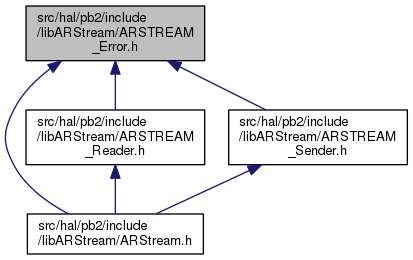 src/hal/pb2/include
/libARStream/ARSTREAM
_Error.h
src/hal/pb2/include
/libARStream/ARSTREAM
_Reader.h
src/hal/pb2/include
/libARStream/ARSTREAM
_Sender.h
src/hal/pb2/include
/libARStream/ARStream.h